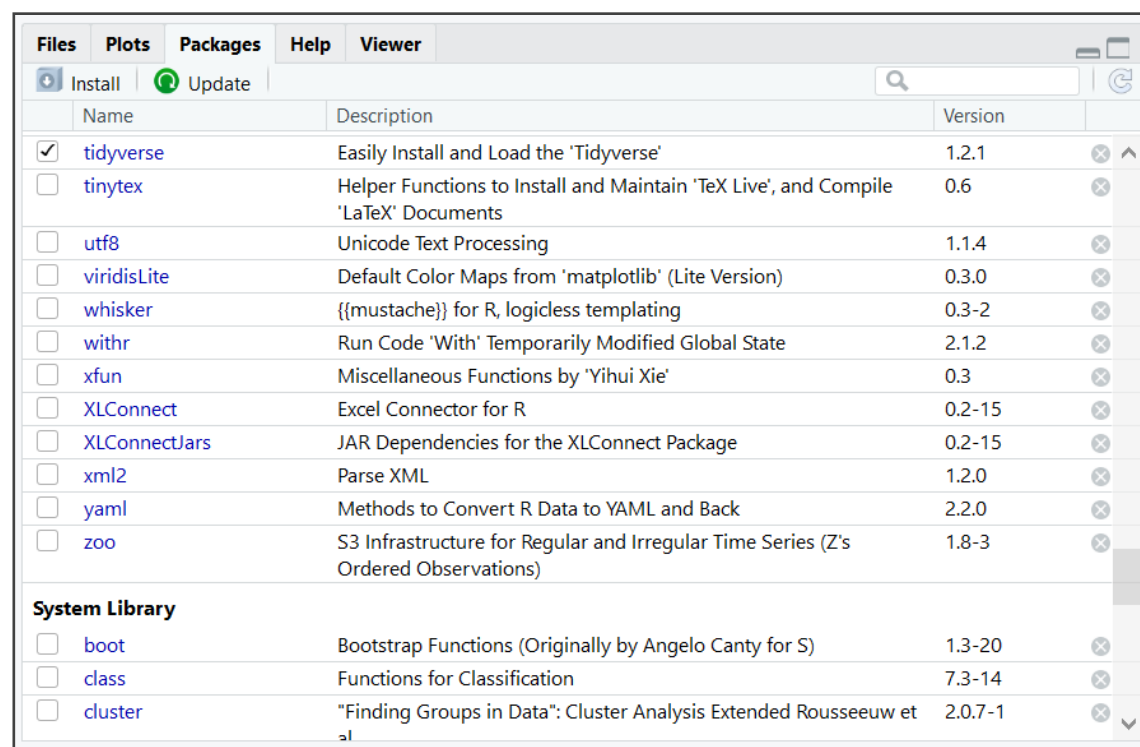 Files Plots Packages Help Viewer
Install Update
Name Description Version
tidyverse Easily Install and Load the 'Tidyverse' 1.2.1
tinytex Helper Functions to Install and Maintain 'TeX Live', and Compile 0.6
'LaTeX' Documents
utf8 Unicode Text Processing 1.1.4
viridisLite Default Color Maps from 'matplotlib' (Lite Version) 0.3.0
whisker {{mustache}} for R, logicless templating 0.3-2
withr Run Code 'With' Temporarily Modified Global State 2.1.2
xfun Miscellaneous Functions by 'Yihui Xie' 0.3
XLConnect Excel Connector for R 0.2-15
XLConnectJars JAR Dependencies for the XLConnect Package 0.2-15
xml2 Parse XML 1.2.0
yaml Methods to Convert R Data to YAML and Back 2.2.0
zoo S3 Infrastructure for Regular and Irregular Time Series (Z's 1.8-3
Ordered Observations)
System Library
boot Bootstrap Functions (Originally by Angelo Canty for S) 1.3-20
class Functions for Classification 7.3-14
cluster "Finding Groups in Data": Cluster Analysis Extended Rousseeuw et 2.0.7-1
al